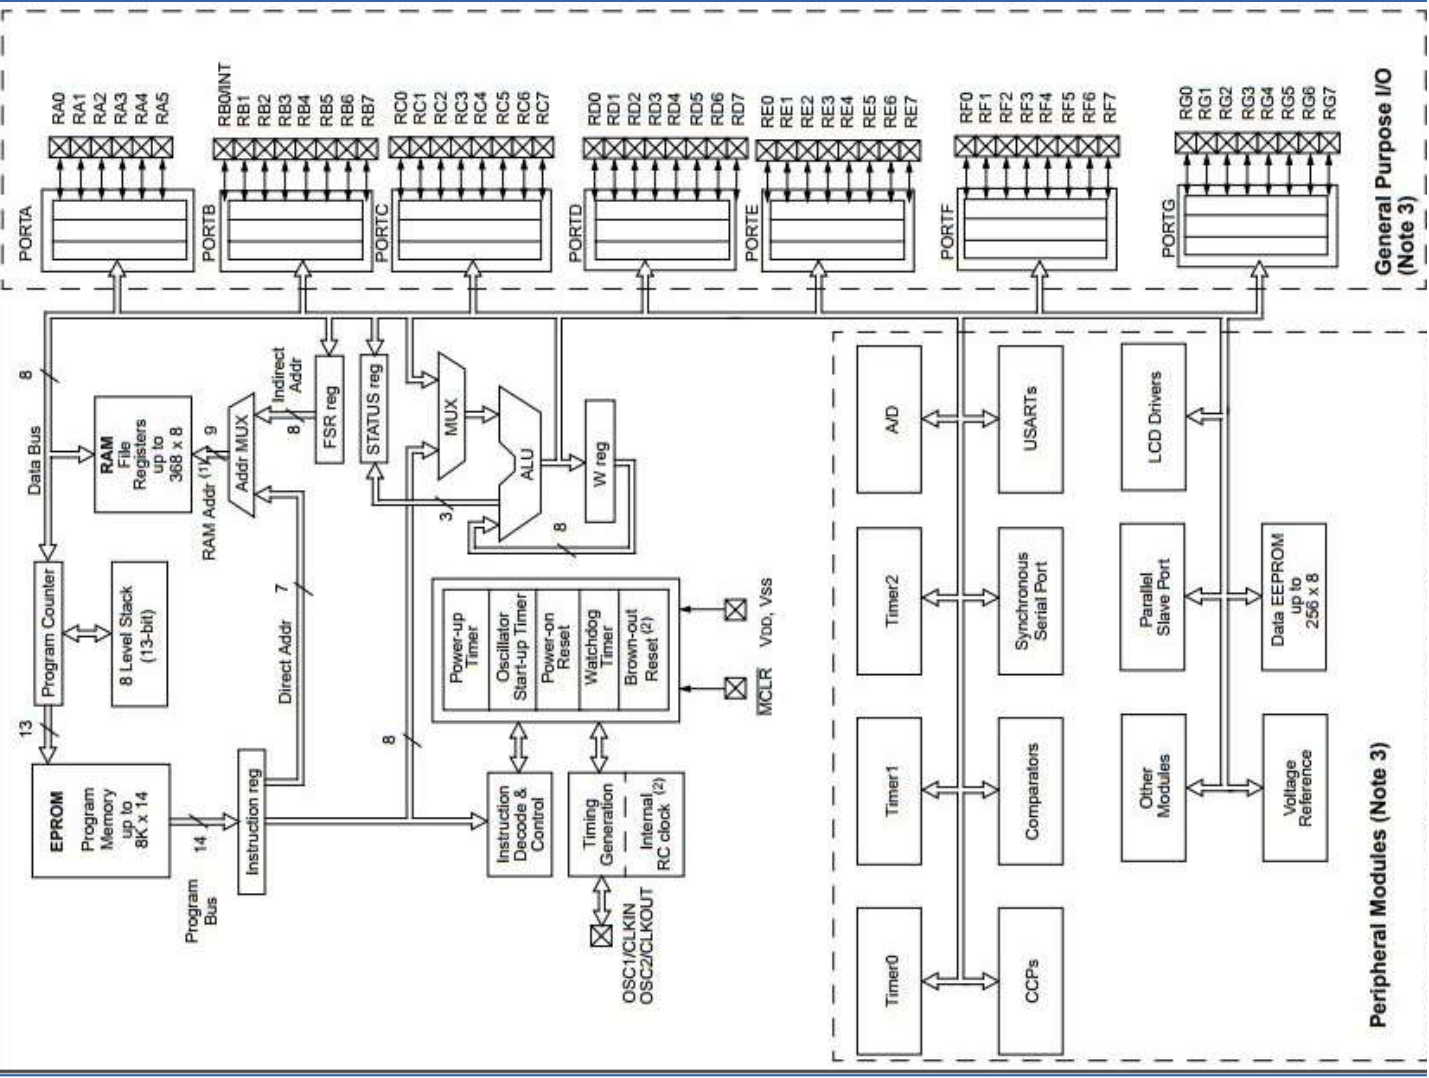 EPROM
Program
Memory
up to
8K x 14
13
Program Counter
8
Data Bus
8 Level Stack
(13-bit)
RAM
File
Registers
up to
368 x 8
Program
Bus
14
Instruction reg
RAM Addr (1)
9
Addr MUX
Direct Addr
7
8
Indirect
Addr
FSR reg
STATUS reg
8
3
MUX
ALU
8
W reg
Instruction
Decode &
Control
Timing
Generation
Internal
RC clock (2)
OSC1/CLKIN
OSC2/CLKOUT
Power-up
Timer
Oscillator
Start-up Timer
Power-on
Reset
Watchdog
Timer
Brown-out
Reset (2)
MCLR
VDD, VSS
PORTA
RA0
RA1
RA2
RA3
RA4
RA5
PORTB
RB0/INT
RB1
RB2
RB3
RB4
RB5
RB6
RB7
PORTC
RC0
RC1
RC2
RC3
RC4
RC5
RC6
RC7
PORTD
RD0
RD1
RD2
RD3
RD4
RD5
RD6
RD7
PORTE
RE0
RE1
RE2
RE3
RE4
RE5
RE6
RE7
PORTF
RF0
RF1
RF2
RF3
RF4
RF5
RF6
RF7
PORTG
RG0
RG1
RG2
RG3
RG4
RG5
RG6
RG7
General Purpose I/O
(Note 3)
Timer0
Timer1
Timer2
A/D
CCPs
Comparators
Synchronous
Serial Port
USARTs
Other
Modules
Parallel
Slave Port
LCD Drivers
Voltage
Reference
Data EEPROM
up to
256 x 8
Peripheral Modules (Note 3)